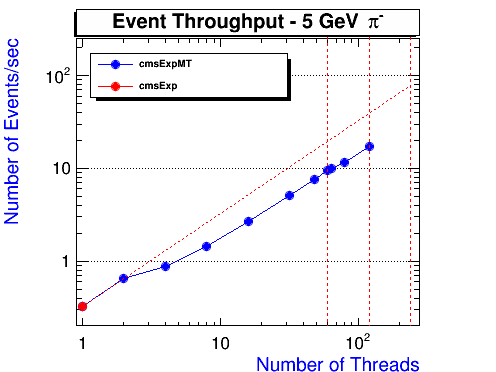 Event Throughput - 5 GeV π⁻
cmsExpMT
cmsExp
Number of Events/sec
10²
10
1
1
10
10²
Number of Threads